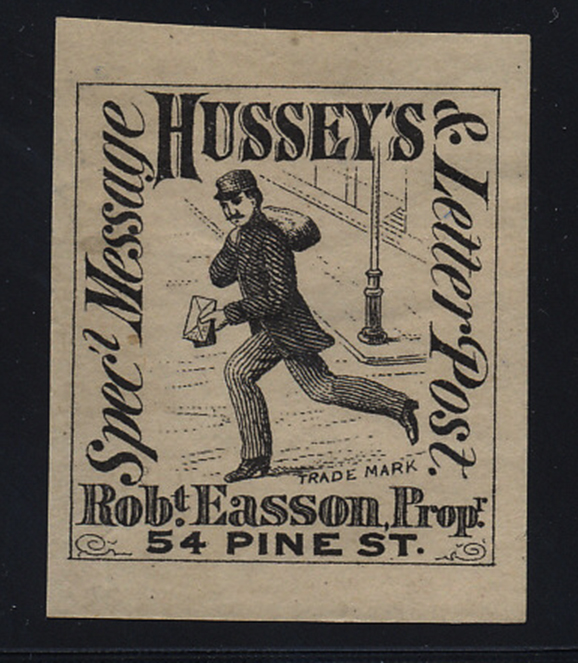 HUSSEY'S
Spec'l Message
& Letter Post.
TRADE MARK
Robt. Easson, Propr.
54 PINE ST.